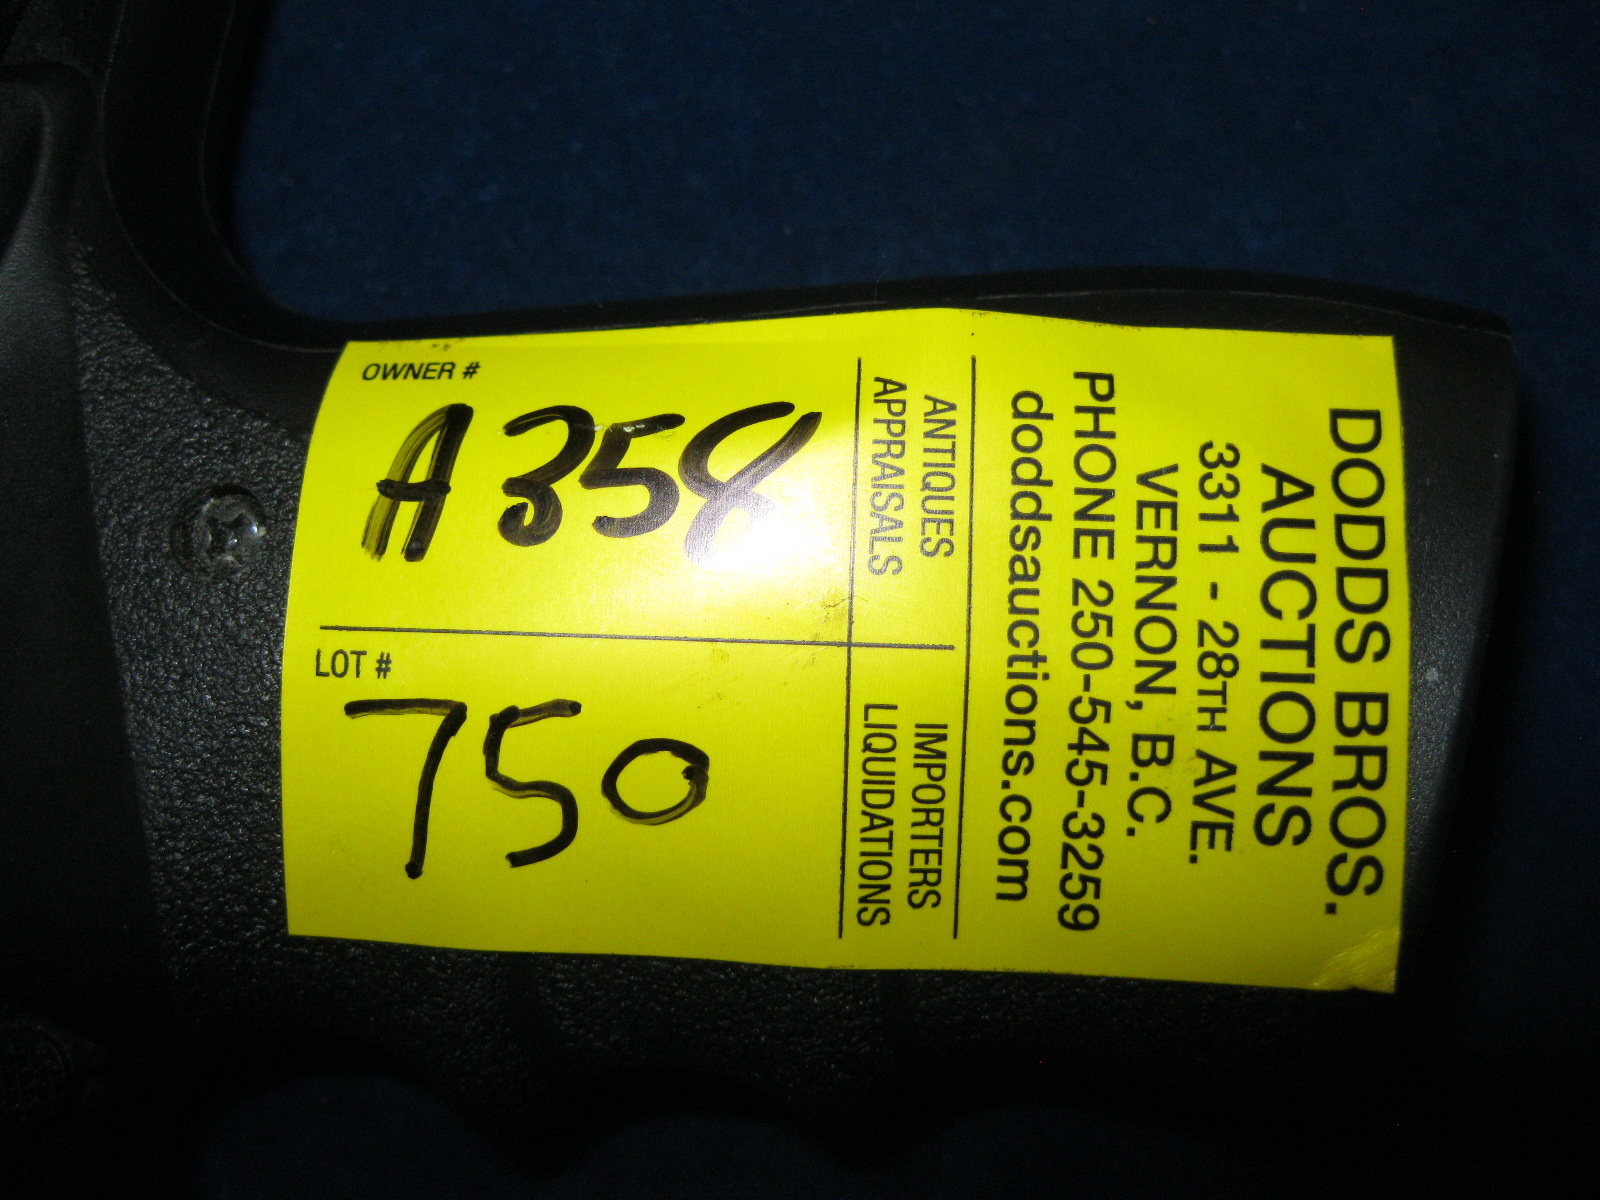 DODDS BROS.
AUCTIONS
3311 - 28TH AVE.
VERNON, B.C.
PHONE 250-545-3259
doddsauctions.com
ANTIQUES
APPRAISALS
IMPORTERS
LIQUIDATIONS
OWNER #
A358
LOT #
750